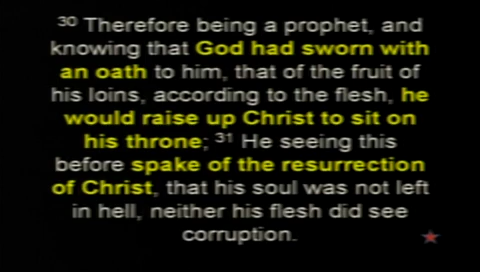 30 Therefore being a prophet, and
knowing that God had sworn with
an oath to him, that of the fruit of
his loins, according to the flesh, he
would raise up Christ to sit on
his throne; 31 He seeing this
before spake of the resurrection
of Christ, that his soul was not left
in hell, neither his flesh did see
corruption.